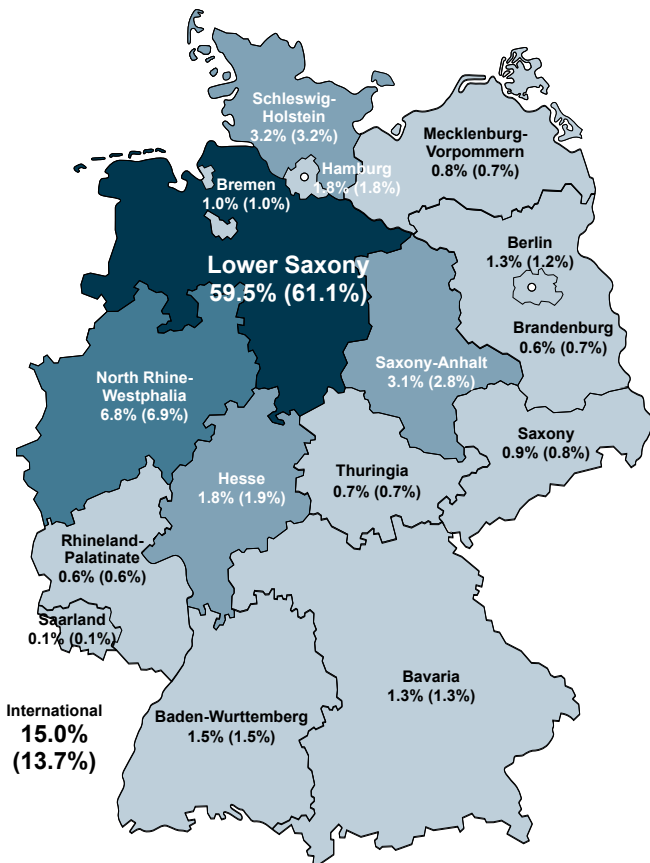 Schleswig-
Holstein
3.2% (3.2%)
Mecklenburg-
Vorpommern
0.8% (0.7%)
Hamburg
1.8% (1.8%)
Bremen
1.0% (1.0%)
Berlin
1.3% (1.2%)
Lower Saxony
59.5% (61.1%)
Brandenburg
0.6% (0.7%)
Saxony-Anhalt
3.1% (2.8%)
North Rhine-
Westphalia
6.8% (6.9%)
Saxony
0.9% (0.8%)
Hesse
1.8% (1.9%)
Thuringia
0.7% (0.7%)
Rhineland-
Palatinate
0.6% (0.6%)
Saarland
0.1% (0.1%)
Bavaria
1.3% (1.3%)
International
15.0%
(13.7%)
Baden-Wurttemberg
1.5% (1.5%)